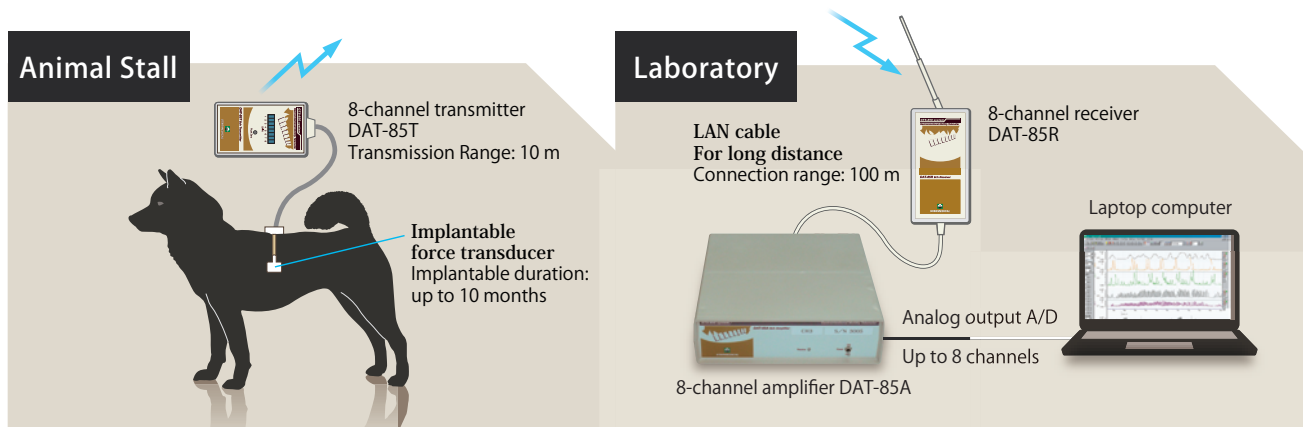 Animal Stall
8-channel transmitter
DAT-85T
Transmission Range: 10 m
Implantable
force transducer
Implantable duration:
up to 10 months
Laboratory
LAN cable
For long distance
Connection range: 100 m
8-channel receiver
DAT-85R
Laptop computer
Analog output A/D
Up to 8 channels
8-channel amplifier DAT-85A